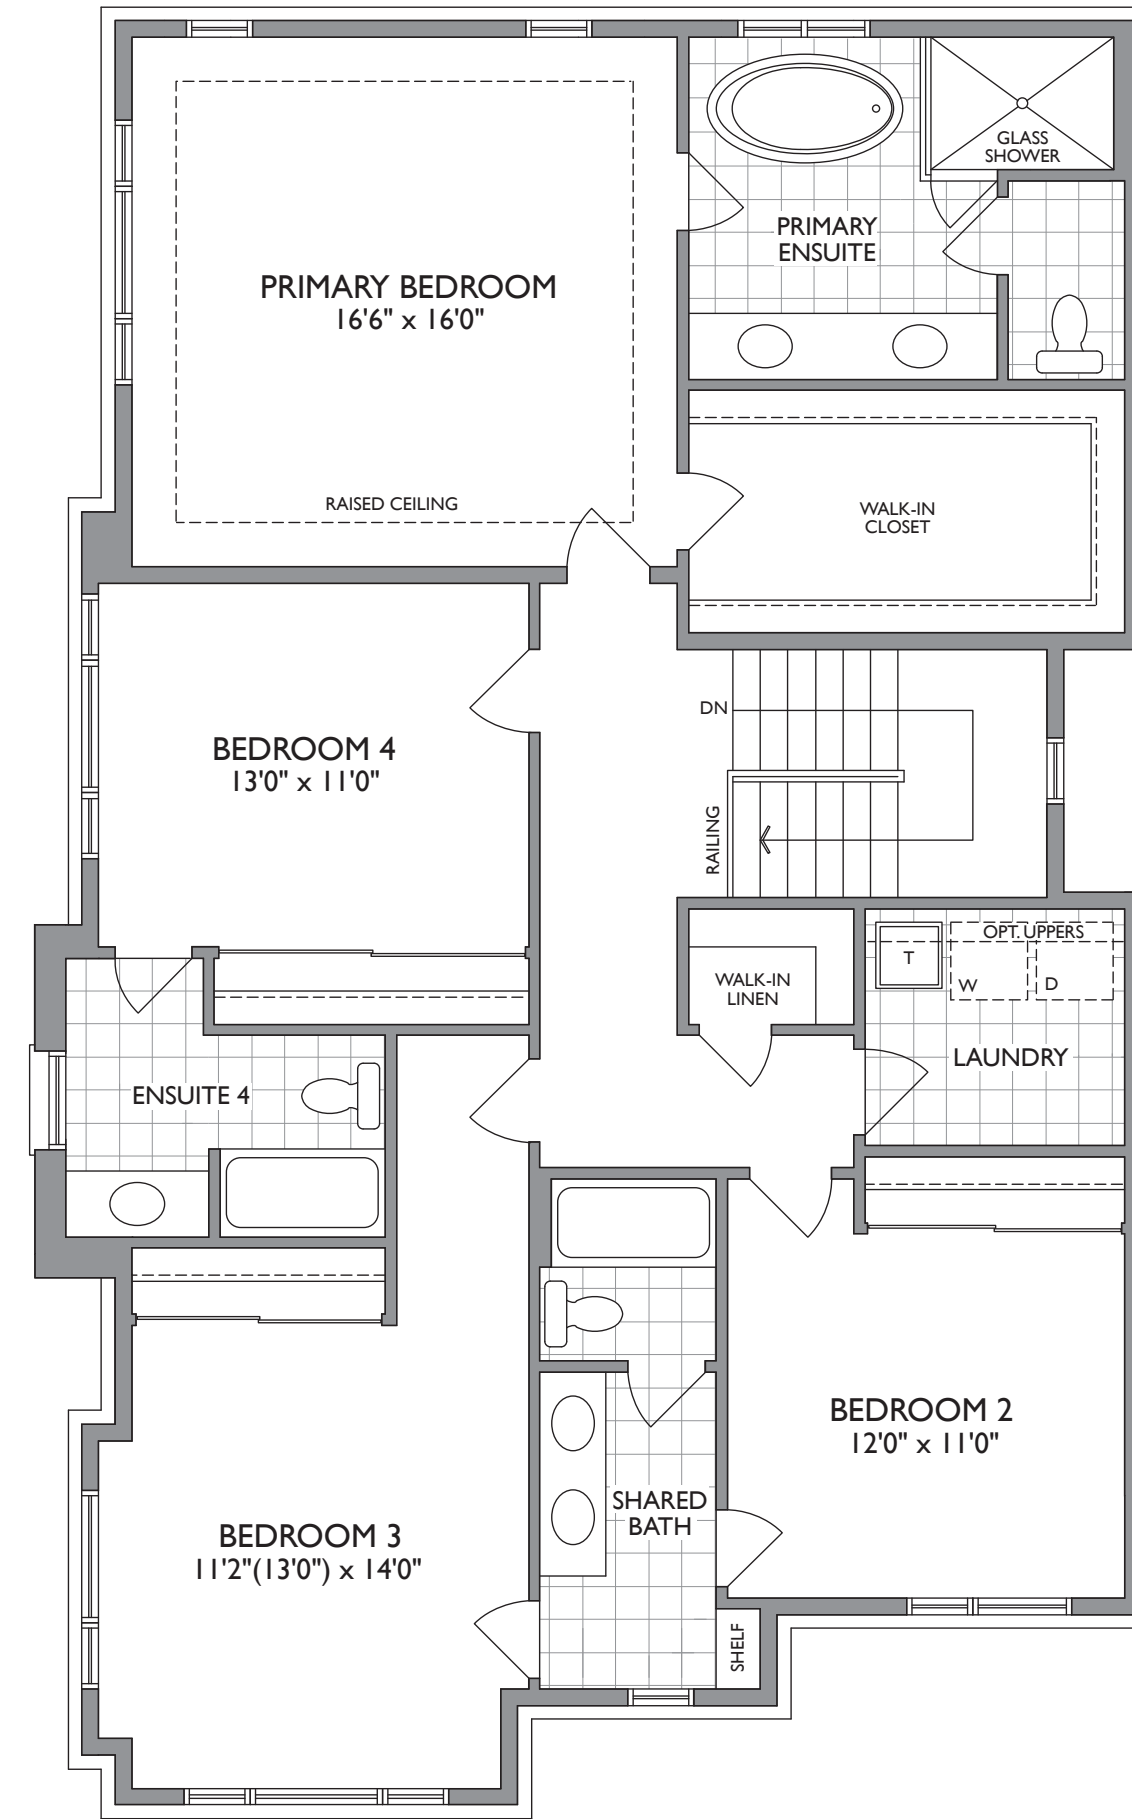 GLASS
SHOWER
PRIMARY
ENSUITE
PRIMARY BEDROOM
16'6" x 16'0"
RAISED CEILING
WALK-IN
CLOSET
DN
BEDROOM 4
13'0" x 11'0"
RAILING
OPT. UPPERS
T
W
D
WALK-IN
LINEN
LAUNDRY
ENSUITE 4
BEDROOM 2
12'0" x 11'0"
SHARED
BATH
BEDROOM 3
11'2"(13'0") x 14'0"
SHELF